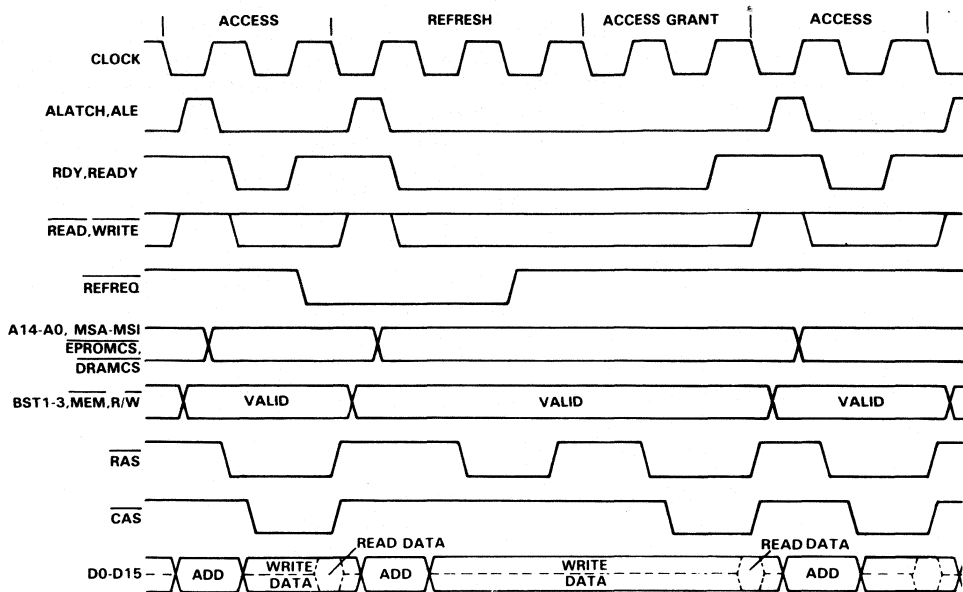 ACCESS REFRESH ACCESS GRANT ACCESS
CLOCK
ALATCH,ALE
RDY,READY
READ,WRITE
REFREQ
A14-A0, MSA-MSI
EPROMCS,
DRAMCS
BST1-3,MEM,R/W
VALID VALID VALID
RAS
CAS
READ DATA READ DATA
D0-D15 ADD WRITE DATA ADD WRITE DATA ADD